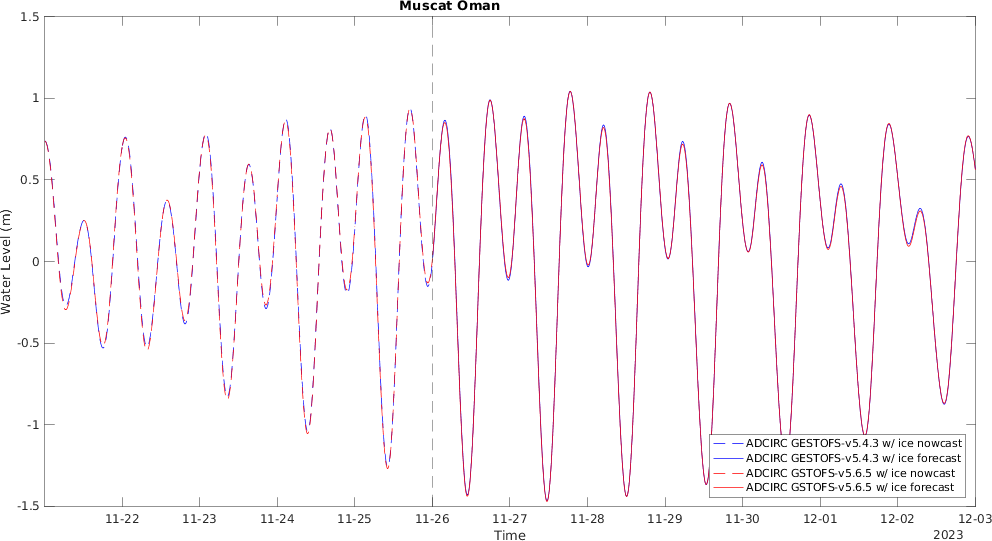 Muscat Oman
1.5
1
0.5
0
-0.5
-1
-1.5
Water Level (m)
11-22 11-23 11-24 11-25 11-26 11-27 11-28 11-29 11-30 12-01 12-02 12-03
Time
2023
ADCIRC GESTOFS-v5.4.3 w/ ice nowcast
ADCIRC GESTOFS-v5.4.3 w/ ice forecast
ADCIRC GSTOFS-v5.6.5 w/ ice nowcast
ADCIRC GSTOFS-v5.6.5 w/ ice forecast